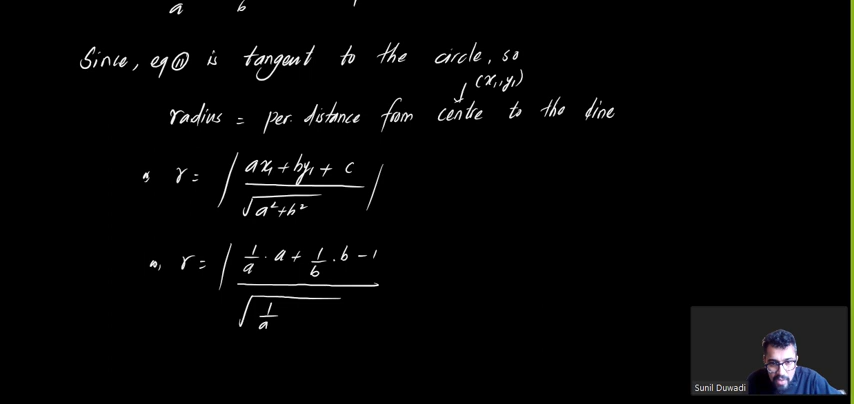 a b
Since, eq (ii) is tangent to the circle, so
(x₁, y₁)
radius = per. distance from centre to the line
r = | ax₁ + by₁ + c / √a² + b² |
r = | 1/a · a + 1/b · b - 1
√ 1/a
Sunil Duwadi